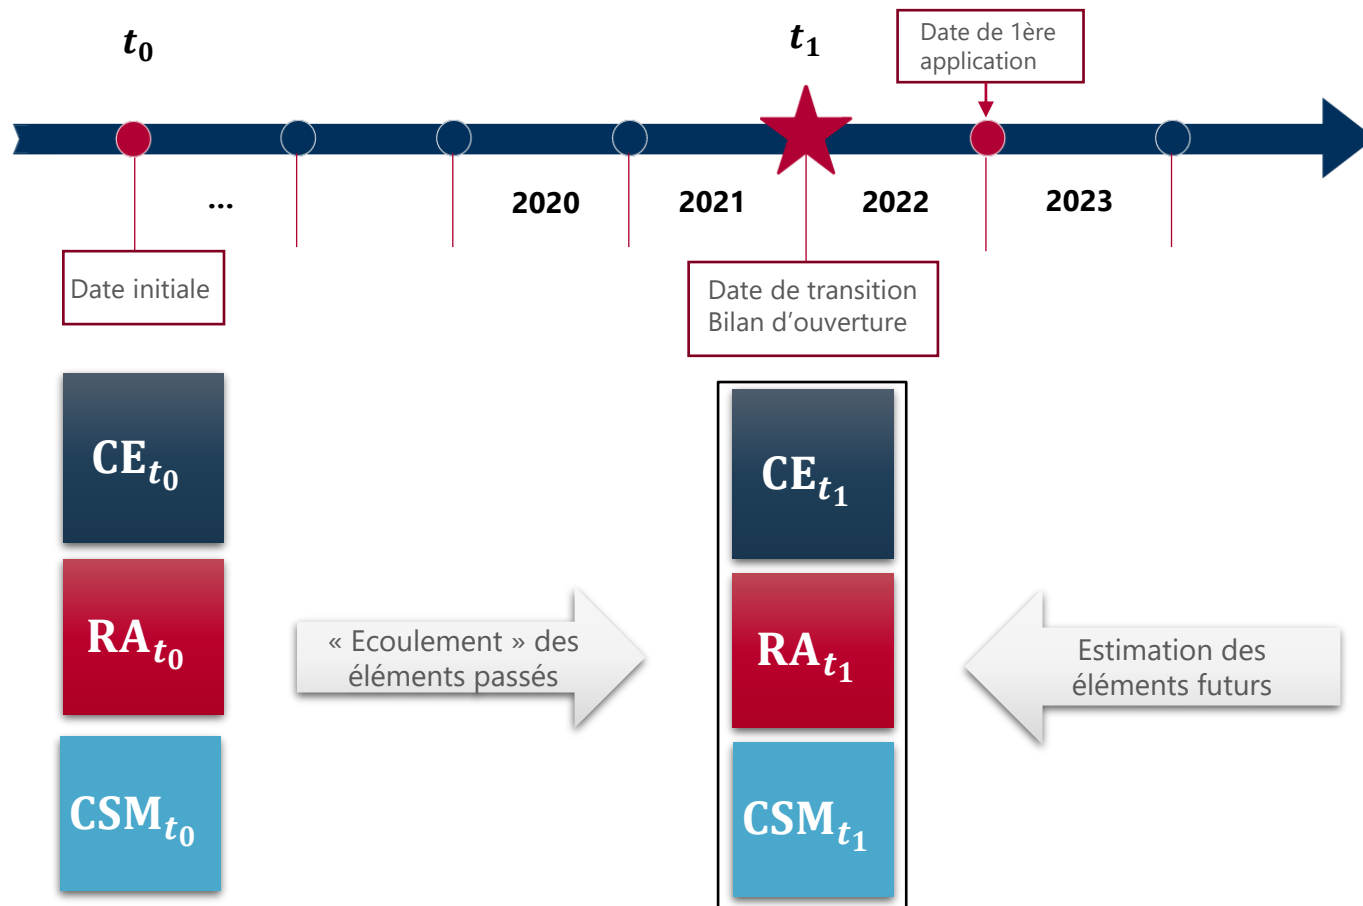 t₀
t₁
Date de 1ère
application
...
2020
2021
2022
2023
Date initiale
Date de transition
Bilan d’ouverture
CEt₀
CEt₁
RAt₀
« Ecoulement » des
éléments passés
RAt₁
Estimation des
éléments futurs
CSMt₀
CSMt₁